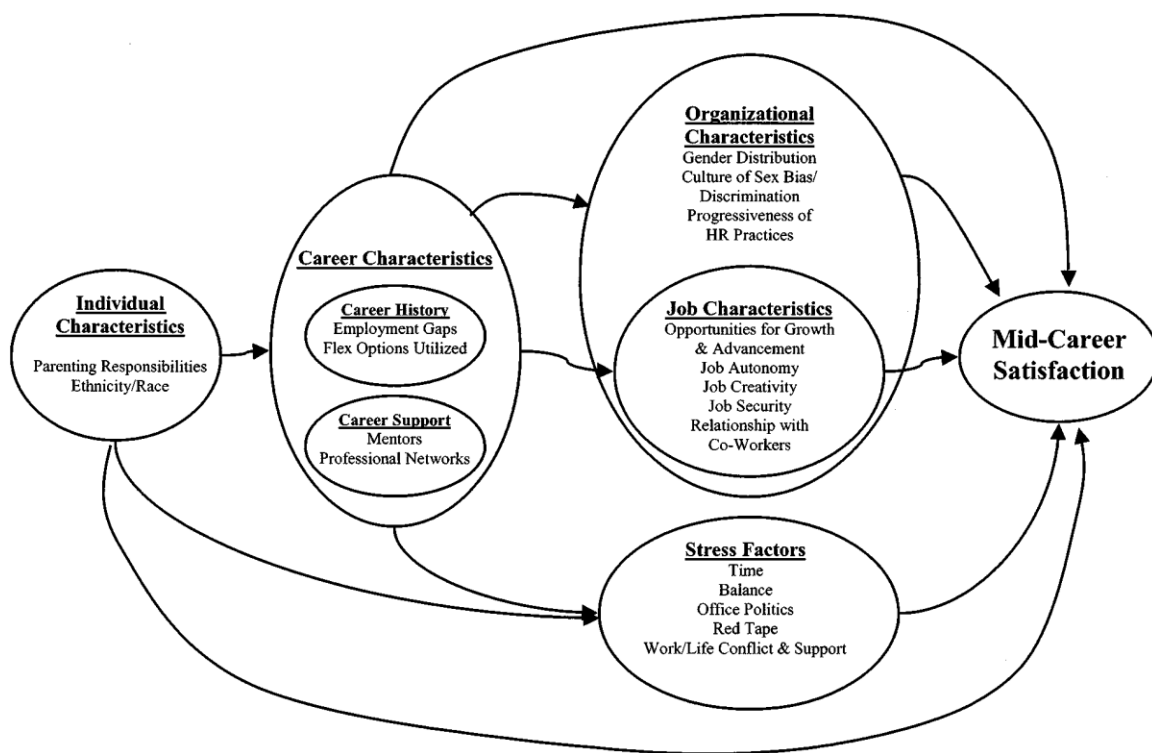 Individual
Characteristics
Parenting Responsibilities
Ethnicity/Race
Career Characteristics
Career History
Employment Gaps
Flex Options Utilized
Career Support
Mentors
Professional Networks
Organizational
Characteristics
Gender Distribution
Culture of Sex Bias/
Discrimination
Progressiveness of
HR Practices
Job Characteristics
Opportunities for Growth
& Advancement
Job Autonomy
Job Creativity
Job Security
Relationship with
Co-Workers
Stress Factors
Time
Balance
Office Politics
Red Tape
Work/Life Conflict & Support
Mid-Career
Satisfaction